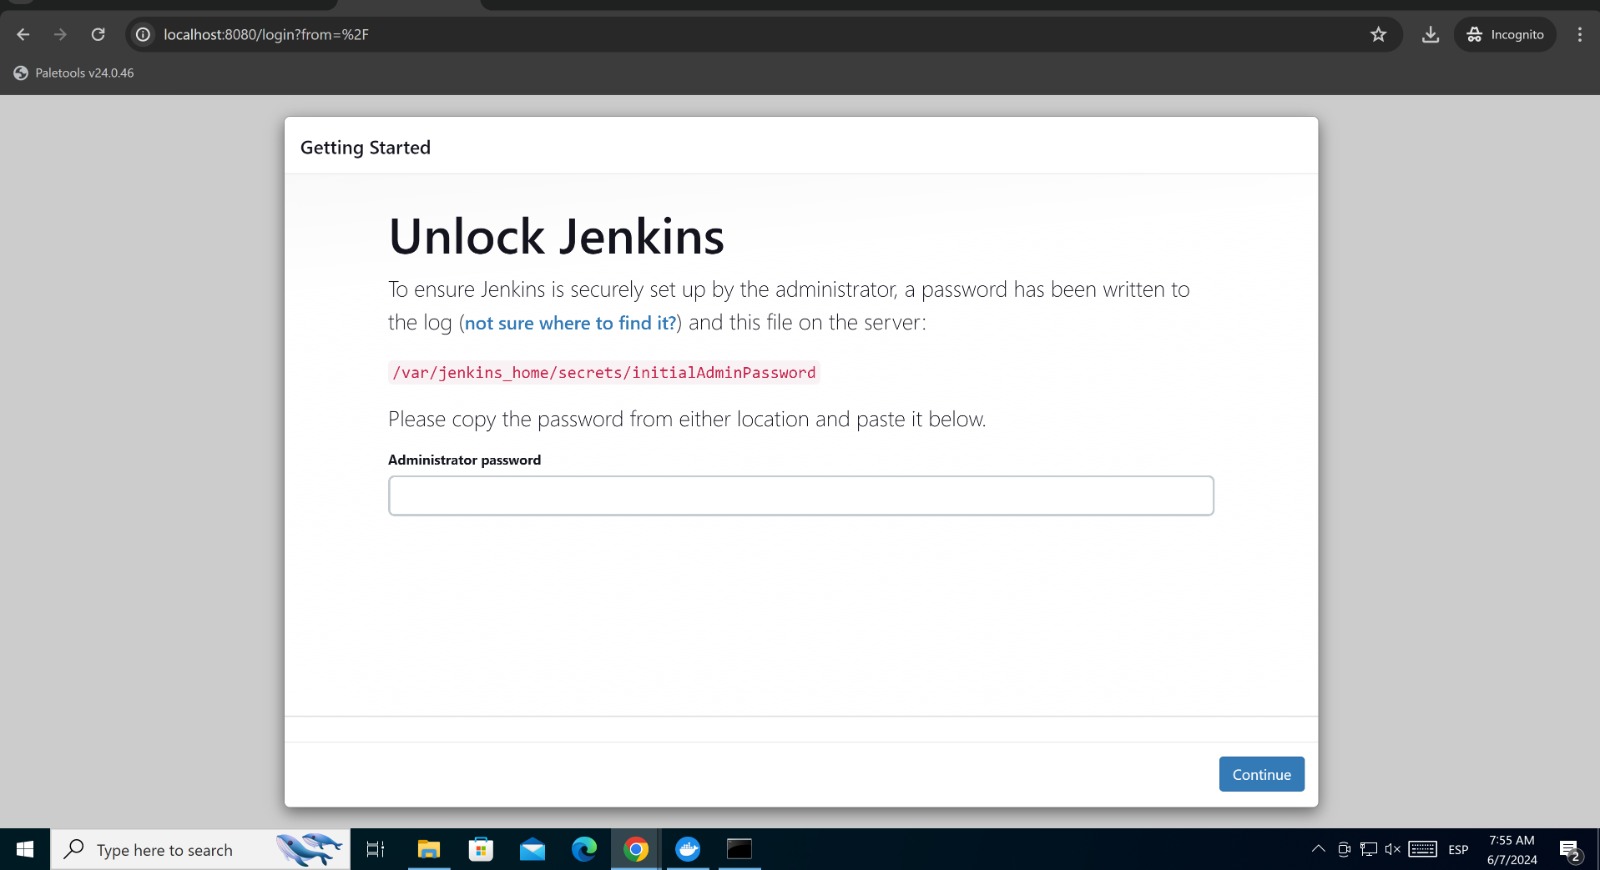 localhost:8080/login?from=%2F
Incognito
Paletools v24.0.46
Getting Started
Unlock Jenkins
To ensure Jenkins is securely set up by the administrator, a password has been written to
the log (not sure where to find it?) and this file on the server:
/var/jenkins_home/secrets/initialAdminPassword
Please copy the password from either location and paste it below.
Administrator password
Continue
Type here to search
ESP
7:55 AM
6/7/2024
2